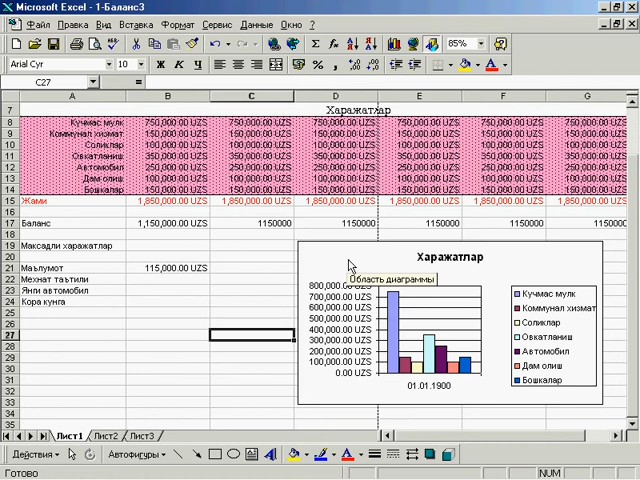 Microsoft Excel - 1-Баланс3
Файл Правка Вид Вставка Формат Сервис Данные Окно ?
85%
Arial Cyr 10 Ж К Ч
C27 =
A B C D E F G
7 Харажатлар
8 Кучмас мулк 750,000.00 UZS 750,000.00 UZS 750,000.00 UZS 750,000.00 UZS 750,000.00 UZS 750,000.00 UZS
9 Коммунал хизмат 150,000.00 UZS 150,000.00 UZS 150,000.00 UZS 150,000.00 UZS 150,000.00 UZS 150,000.00 UZS
10 Соликлар 100,000.00 UZS 100,000.00 UZS 100,000.00 UZS 100,000.00 UZS 100,000.00 UZS 100,000.00 UZS
11 Овкатланиш 350,000.00 UZS 350,000.00 UZS 350,000.00 UZS 350,000.00 UZS 350,000.00 UZS 350,000.00 UZS
12 Автомобил 250,000.00 UZS 250,000.00 UZS 250,000.00 UZS 250,000.00 UZS 250,000.00 UZS 250,000.00 UZS
13 Дам олиш 100,000.00 UZS 100,000.00 UZS 100,000.00 UZS 100,000.00 UZS 100,000.00 UZS 100,000.00 UZS
14 Бошкалар 150,000.00 UZS 150,000.00 UZS 150,000.00 UZS 150,000.00 UZS 150,000.00 UZS 150,000.00 UZS
15 Жами 1,850,000.00 UZS 1,850,000.00 UZS 1,850,000.00 UZS 1,850,000.00 UZS 1,850,000.00 UZS 1,850,000.00 UZS
16
17 Баланс 1,150,000.00 UZS 1150000 1150000 1150000 1150000 1150000
18
19 Максадли харажатлар
20
21 Маълумот 115,000.00 UZS
22 Мехнат таътили
23 Янги автомобил
24 Кора кунга
25
26
27
28
29
30
31
32
33
34
35
Харажатлар
Область диаграммы
800,000.00 UZS
700,000.00 UZS
600,000.00 UZS
500,000.00 UZS
400,000.00 UZS
300,000.00 UZS
200,000.00 UZS
100,000.00 UZS
0.00 UZS
01.01.1900
Кучмас мулк
Коммунал хизмат
Соликлар
Овкатланиш
Автомобил
Дам олиш
Бошкалар
Лист1 Лист2 Лист3
Действия Автофигуры
Готово NUM